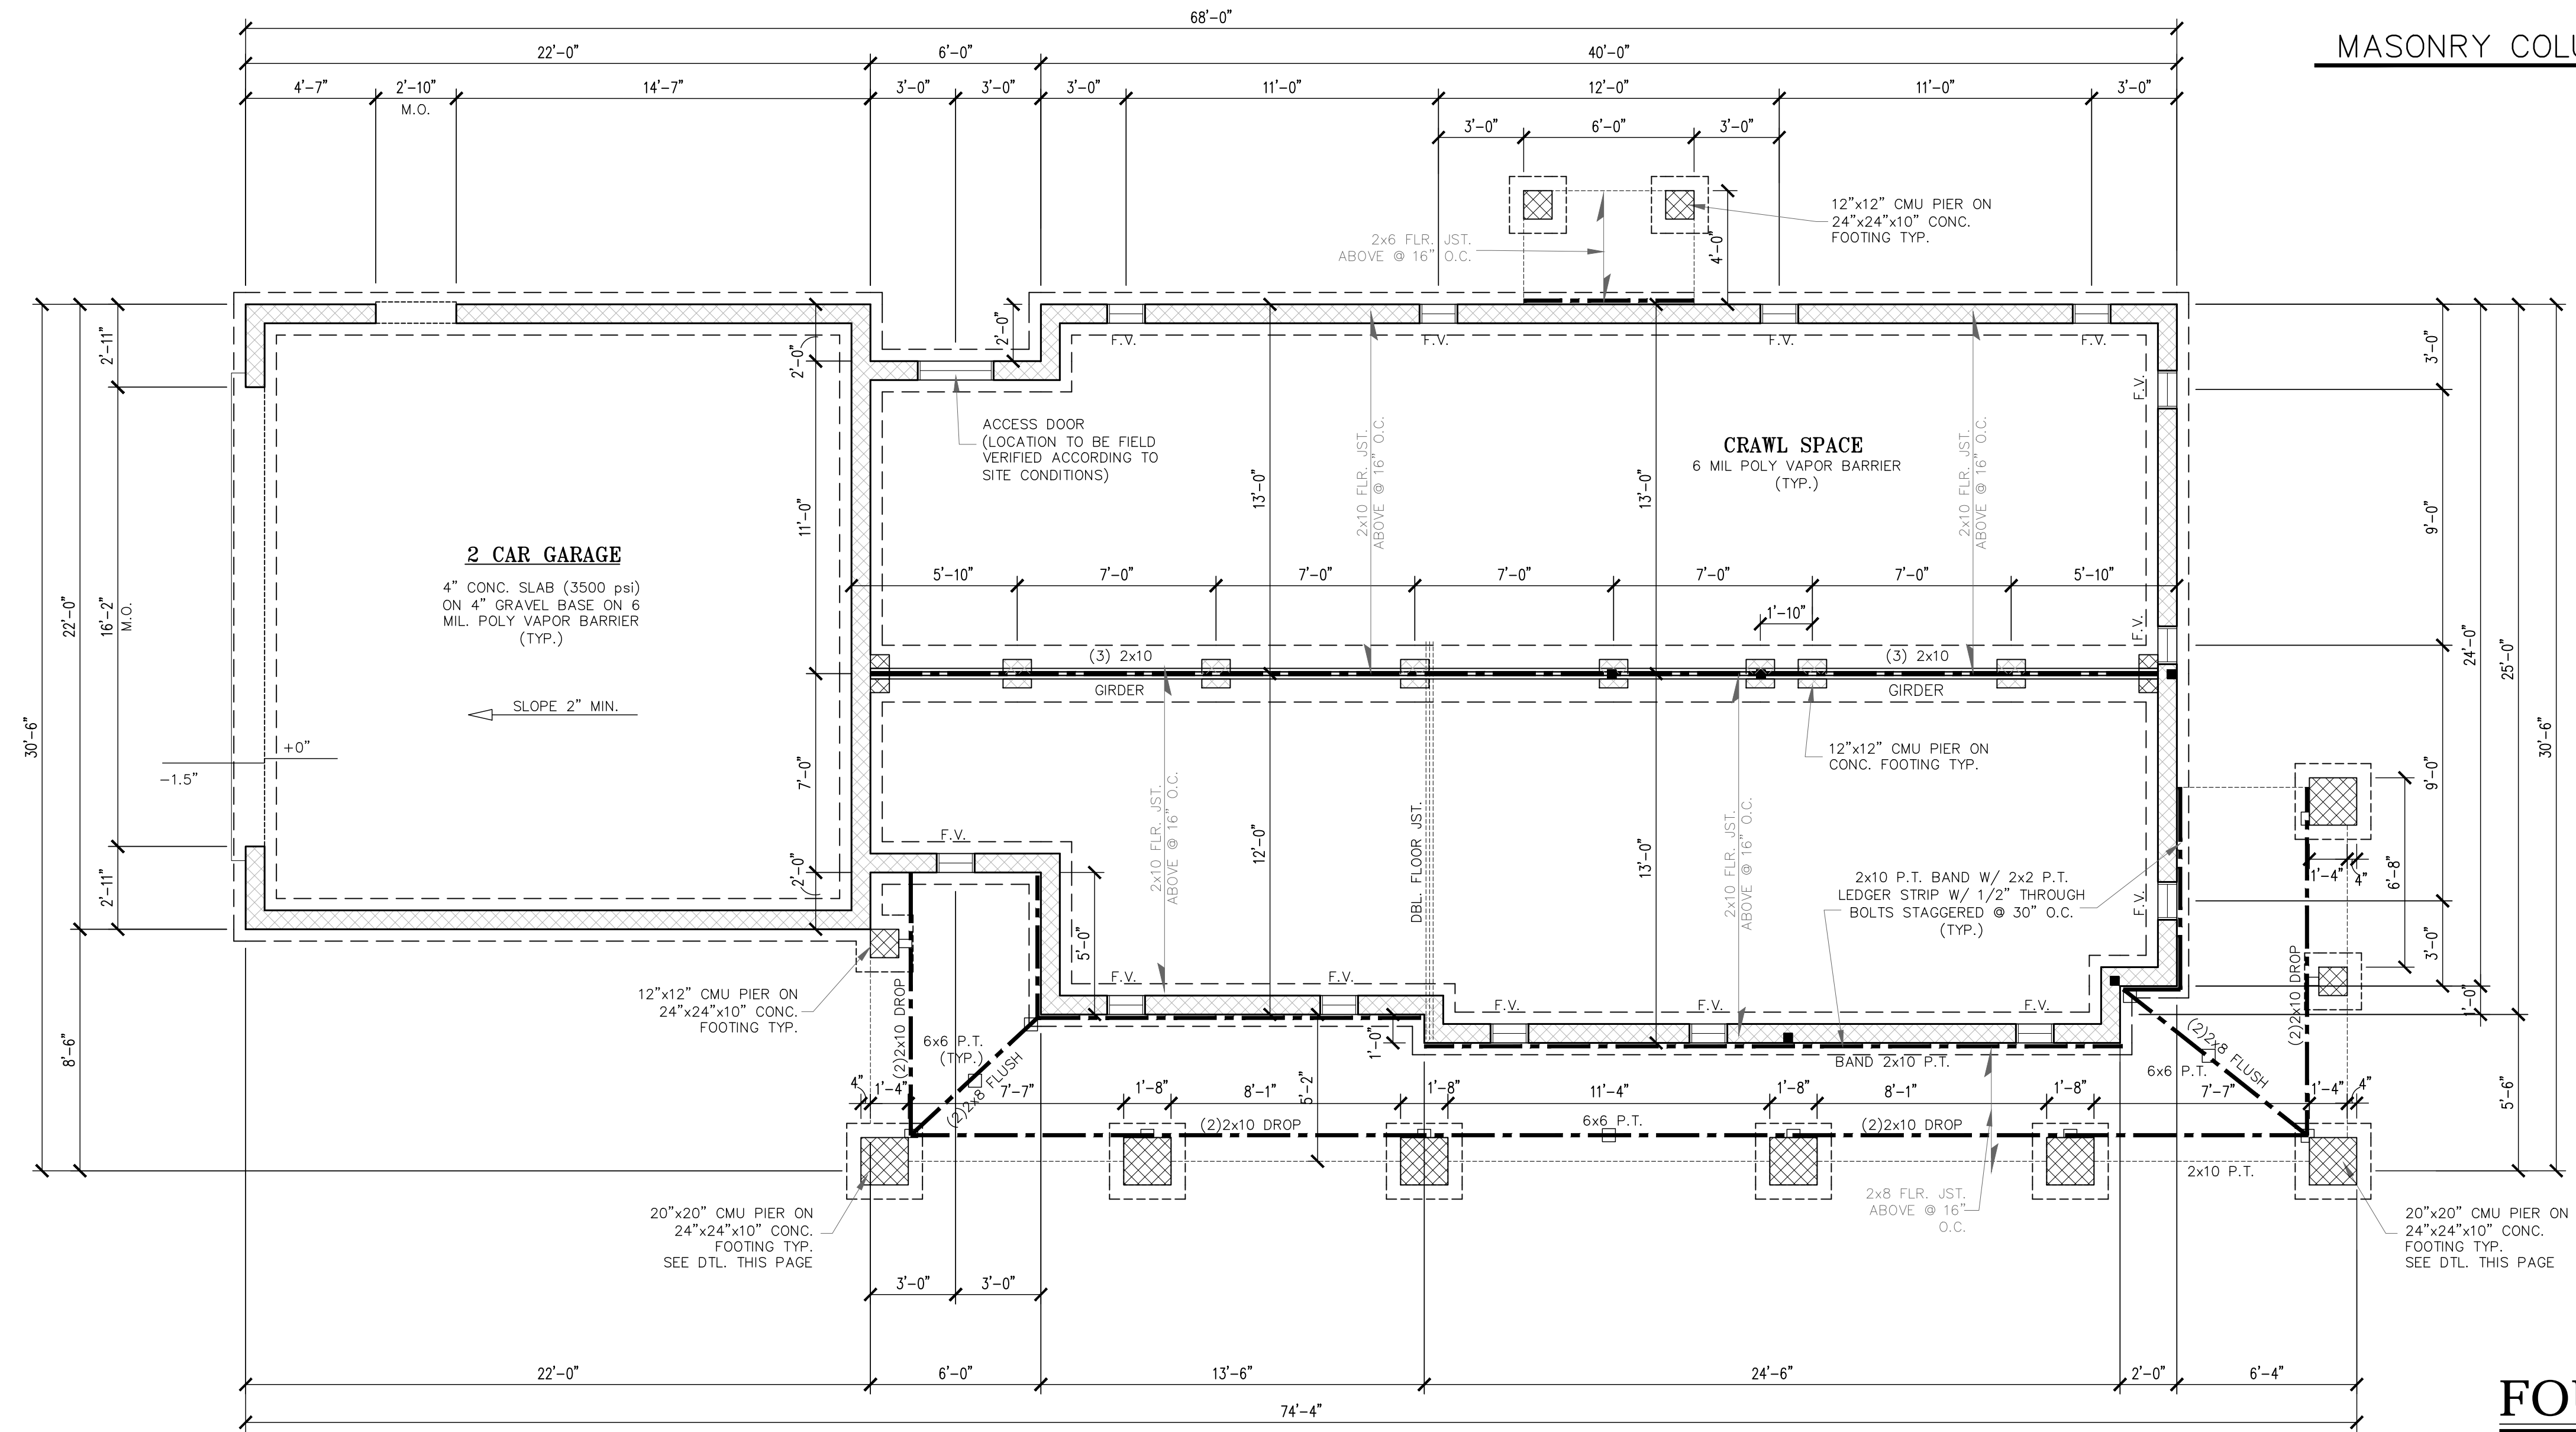 68'-0"
MASONRY COLU
22'-0"
6'-0"
40'-0"
4'-7"
2'-10"
M.O.
14'-7"
3'-0"
3'-0"
3'-0"
11'-0"
12'-0"
11'-0"
3'-0"
3'-0"
6'-0"
3'-0"
2x6 FLR. JST.
ABOVE @ 16" O.C.
4'-0"
12"x12" CMU PIER ON
24"x24"x10" CONC.
FOOTING TYP.
2'-11"
2'-0"
2'-0"
F.V.
F.V.
F.V.
F.V.
F.V.
3'-0"
ACCESS DOOR
(LOCATION TO BE FIELD
VERIFIED ACCORDING TO
SITE CONDITIONS)
13'-0"
2x10 FLR. JST.
ABOVE @ 16" O.C.
13'-0"
CRAWL SPACE
6 MIL POLY VAPOR BARRIER
(TYP.)
2x10 FLR. JST.
ABOVE @ 16" O.C.
9'-0"
24'-0"
25'-0"
30'-6"
2 CAR GARAGE
4" CONC. SLAB (3500 psi)
ON 4" GRAVEL BASE ON 6
MIL. POLY VAPOR BARRIER
(TYP.)
11'-0"
30'-6"
22'-0"
16'-2"
M.O.
5'-10"
7'-0"
7'-0"
7'-0"
7'-0"
7'-0"
5'-10"
1'-10"
F.V.
(3) 2x10
GIRDER
(3) 2x10
GIRDER
SLOPE 2" MIN.
+0"
-1.5"
7'-0"
12"x12" CMU PIER ON
CONC. FOOTING TYP.
9'-0"
F.V.
2x10 FLR. JST.
ABOVE @ 16" O.C.
12'-0"
DBL. FLOOR JST.
13'-0"
2x10 FLR. JST.
ABOVE @ 16" O.C.
2x10 P.T. BAND W/ 2x2 P.T.
LEDGER STRIP W/ 1/2" THROUGH
BOLTS STAGGERED @ 30" O.C.
(TYP.)
F.V.
1'-4"
4"
6'-8"
2'-11"
2'-0"
5'-0"
3'-0"
F.V.
F.V.
F.V.
F.V.
F.V.
12"x12" CMU PIER ON
24"x24"x10" CONC.
FOOTING TYP.
(2)2x10 DROP
6x6 P.T.
(TYP.)
(2)2x8 FLUSH
1'-0"
BAND 2x10 P.T.
6x6 P.T.
(2)2x8 FLUSH
(2)2x10 DROP
1'-0"
8'-6"
4"
1'-4"
7'-7"
1'-8"
8'-1"
5'-2"
1'-8"
11'-4"
1'-8"
8'-1"
1'-8"
7'-7"
1'-4"
4"
5'-6"
(2)2x10 DROP
6x6 P.T.
(2)2x10 DROP
2x10 P.T.
2x8 FLR. JST.
ABOVE @ 16"
O.C.
20"x20" CMU PIER ON
24"x24"x10" CONC.
FOOTING TYP.
SEE DTL. THIS PAGE
20"x20" CMU PIER ON
24"x24"x10" CONC.
FOOTING TYP.
SEE DTL. THIS PAGE
3'-0"
3'-0"
22'-0"
6'-0"
13'-6"
24'-6"
2'-0"
6'-4"
74'-4"
FOU